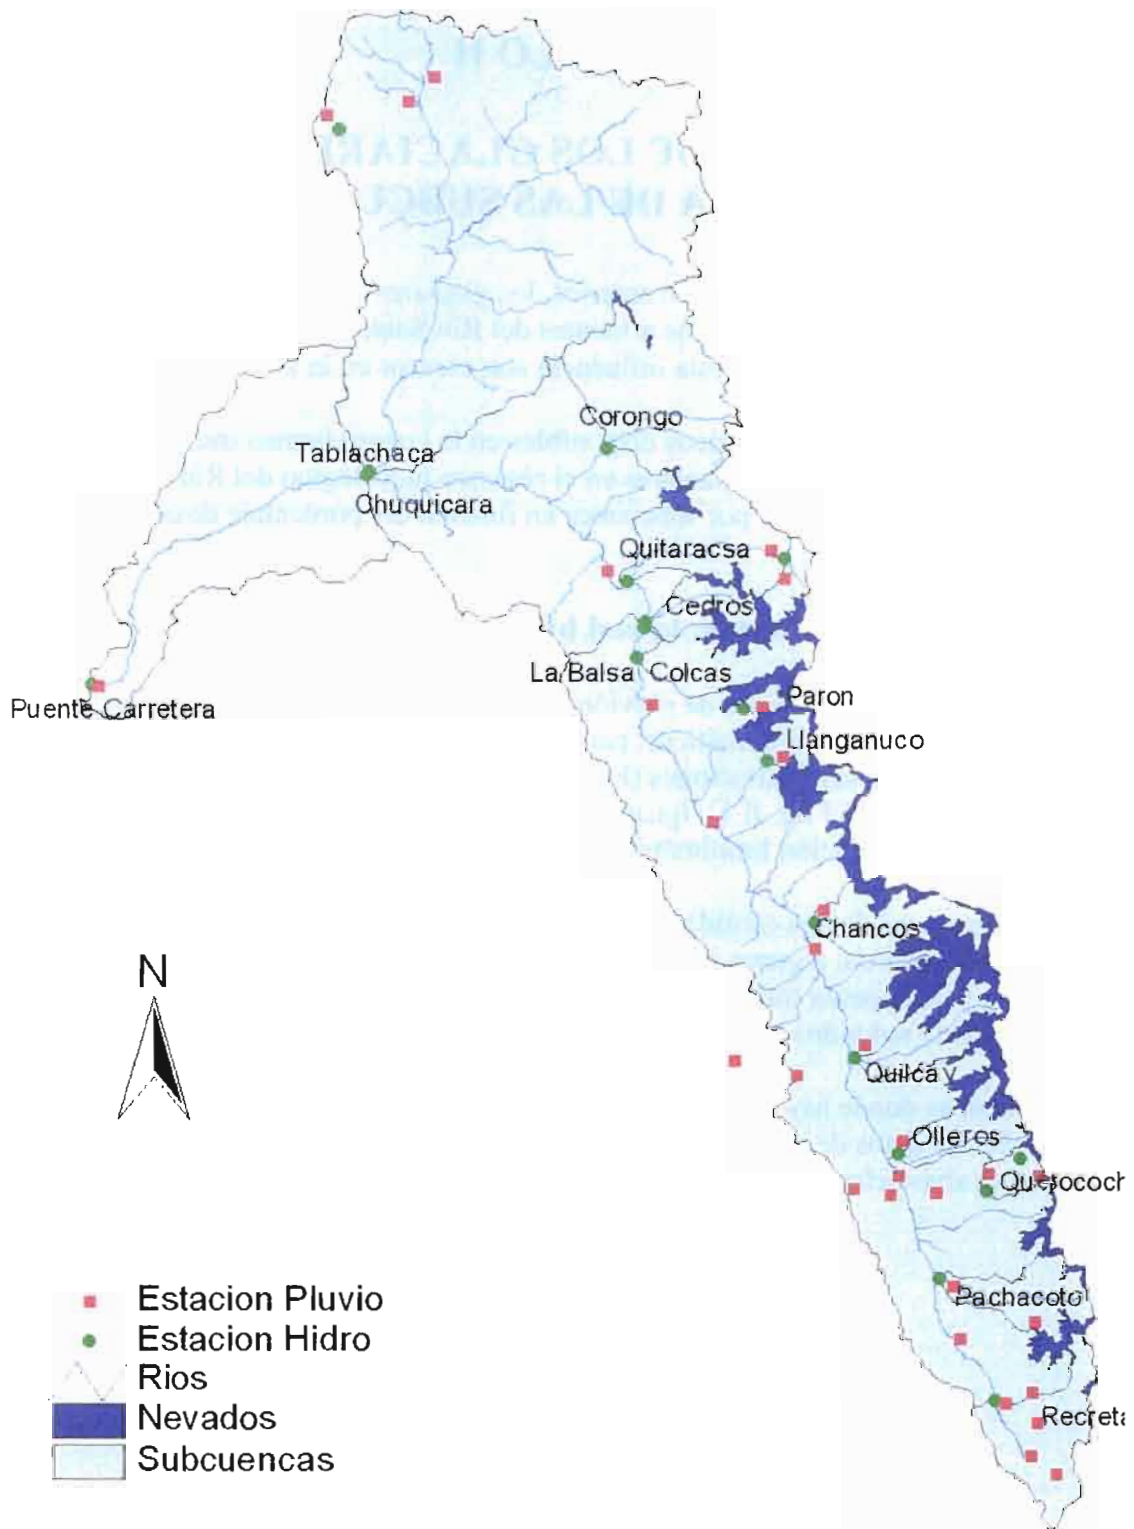 Corongo
Tablachaca
Chuquicara
Quitaracsa
Cedros
La Balsa
Colcas
Paron
Puente Carretera
Llanganuco
Chancos
N
Quilcay
Olleros
Querococh
Pachacoto
Recreta
Estacion Pluvio
Estacion Hidro
Rios
Nevados
Subcuencas